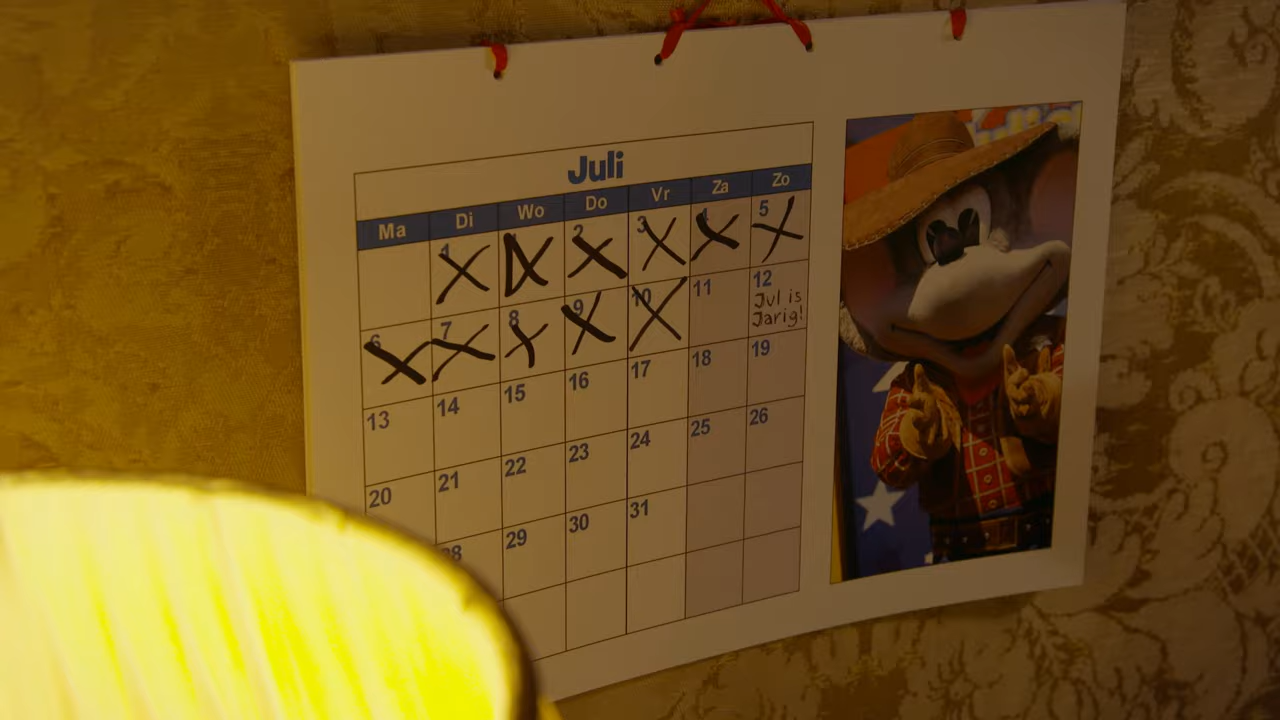 Juli
Ma Di Wo Do Vr Za Zo
1 2 3 4 5
6 7 8 9 10 11 12
Jul is
Jarig!
13 14 15 16 17 18 19
20 21 22 23 24 25 26
28 29 30 31